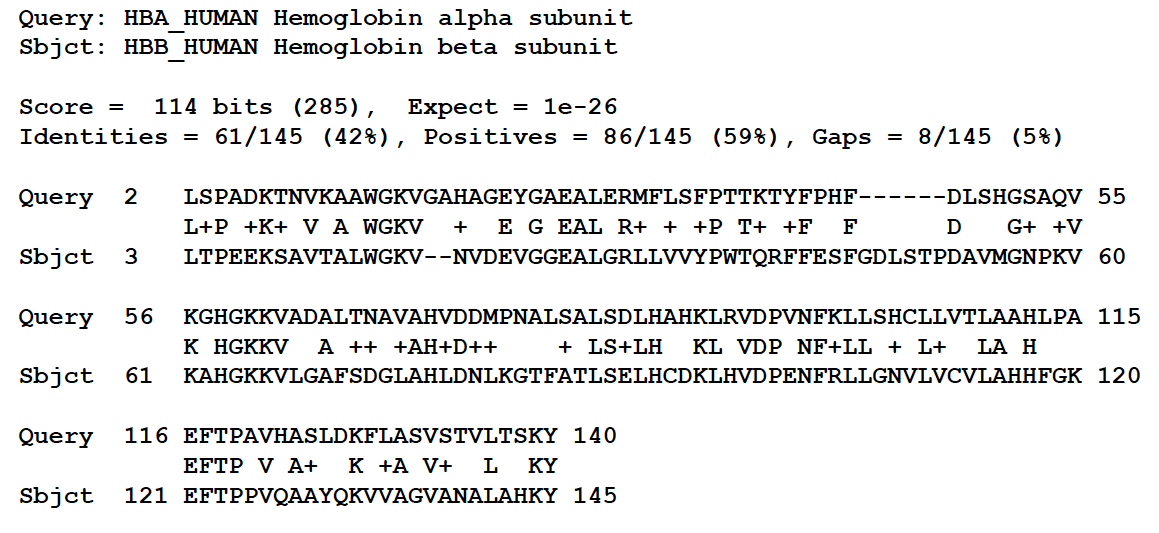 Query: HBA_HUMAN Hemoglobin alpha subunit
Sbjct: HBB_HUMAN Hemoglobin beta subunit
Score =  114 bits (285),  Expect = 1e-26
Identities = 61/145 (42%), Positives = 86/145 (59%), Gaps = 8/145 (5%)
Query  2   LSPADKTNVKAAWGKVGAHAGEYGAEALERMFLSFPTTKTYFPHF------DLSHGSAQV 55
           L+P +K+ V A WGKV  +  E G EAL R+ + +P T+ +F  F      D   G+ +V
Sbjct  3   LTPEEKSAVTALWGKV--NVDEVGGEALGRLLVVYPWTQRFFESFGDLSTPDAVMGNPKV 60
Query  56  KGHGKKVADALTNAVAHVDDMPNALSALSDLHAHKLRVDPVNFKLLSHCLLVTLAAHLPA 115
           K HGKKV  A ++ +AH+D++    + LS+LH  KL VDP NF+LL + L+  LA H
Sbjct  61  KAHGKKVLGAFSDGLAHLDNLKGTFATLSELHCDKLHVDPENFRLLGNVLVCVLAHHFGK 120
Query  116 EFTPAVHASLDKFLASVSTVLTSKY 140
           EFTP V A+  K +A V+  L  KY
Sbjct  121 EFTPPVQAAYQKVVAGVANALAHKY 145